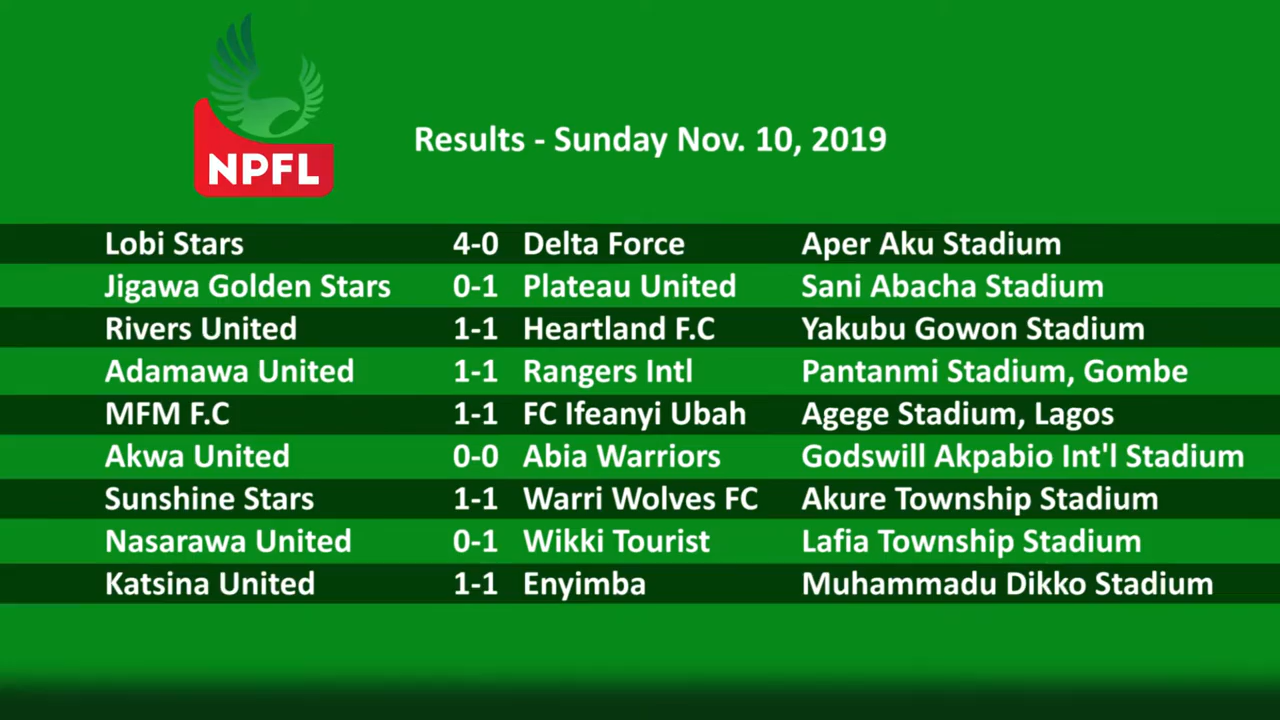 NPFL
Results - Sunday Nov. 10, 2019
Lobi Stars 4-0 Delta Force Aper Aku Stadium
Jigawa Golden Stars 0-1 Plateau United Sani Abacha Stadium
Rivers United 1-1 Heartland F.C Yakubu Gowon Stadium
Adamawa United 1-1 Rangers Intl Pantanmi Stadium, Gombe
MFM F.C 1-1 FC Ifeanyi Ubah Agege Stadium, Lagos
Akwa United 0-0 Abia Warriors Godswill Akpabio Int'l Stadium
Sunshine Stars 1-1 Warri Wolves FC Akure Township Stadium
Nasarawa United 0-1 Wikki Tourist Lafia Township Stadium
Katsina United 1-1 Enyimba Muhammadu Dikko Stadium